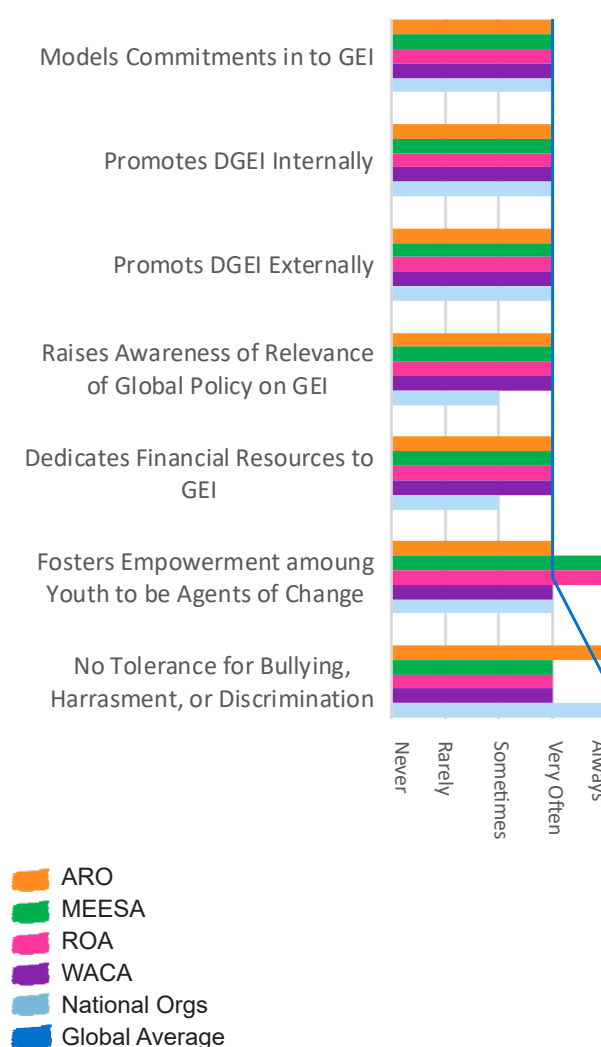 Models Commitments in to GEI
Promotes DGEI Internally
Promots DGEI Externally
Raises Awareness of Relevance
of Global Policy on GEI
Dedicates Financial Resources to
GEI
Fosters Empowerment amoung
Youth to be Agents of Change
No Tolerance for Bullying,
Harrasment, or Discrimination
Never
Rarely
Sometimes
Very Often
Always
ARO
MEESA
ROA
WACA
National Orgs
Global Average